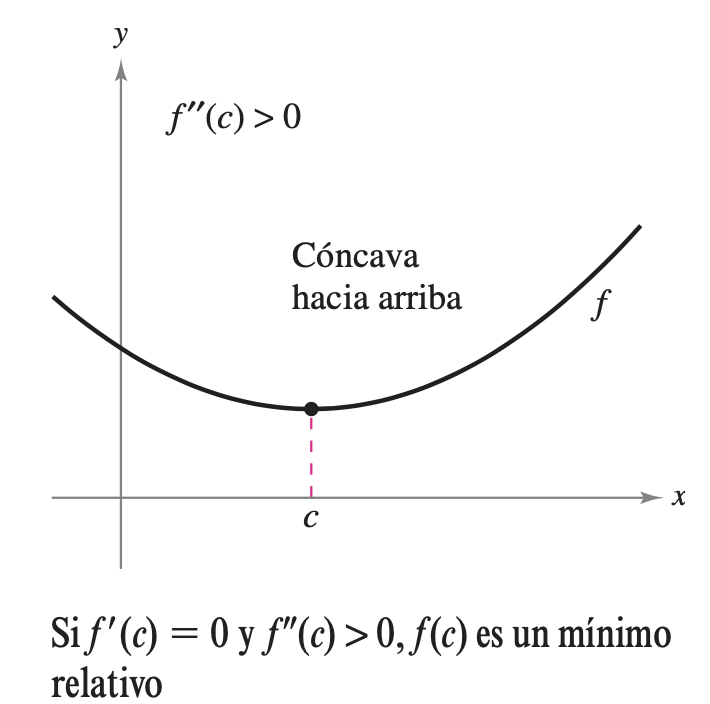 y
f″(c) > 0
Cóncava
hacia arriba
f
x
c
Si f′(c) = 0 y f″(c) > 0, f(c) es un mínimo
relativo